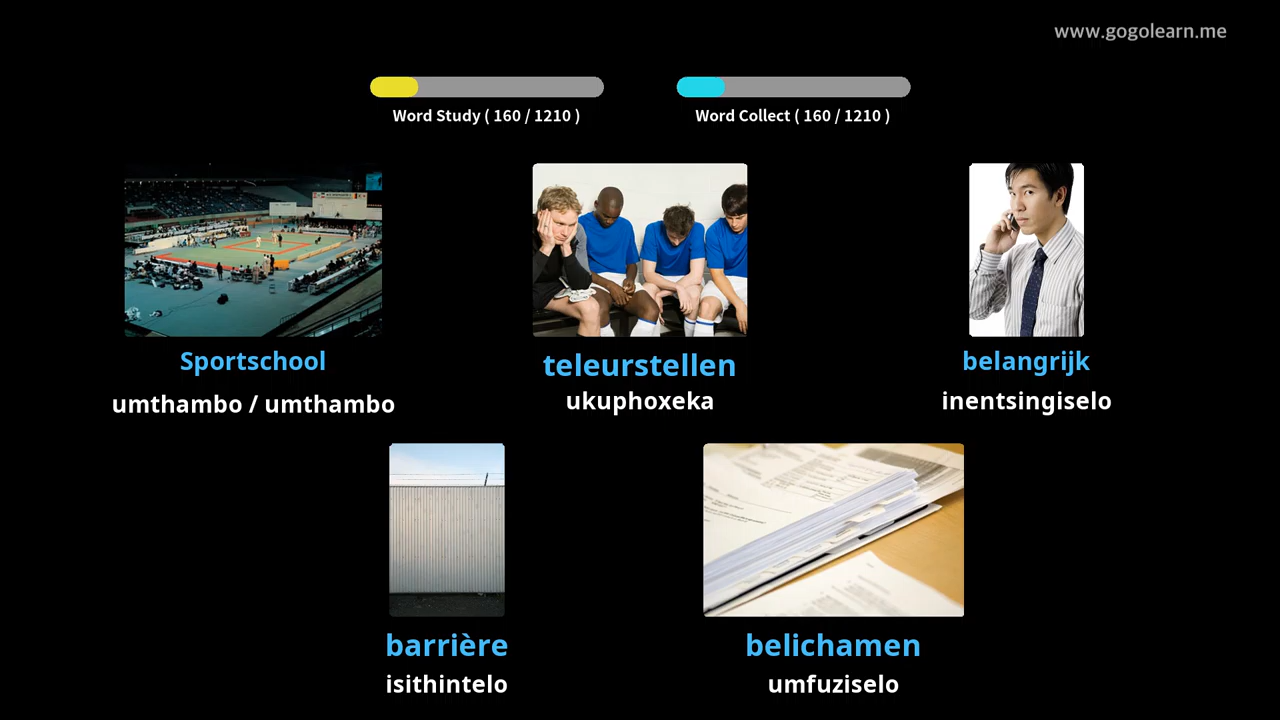 www.gogolearn.me
Word Study ( 160 / 1210 )
Word Collect ( 160 / 1210 )
Sportschool
umthambo / umthambo
teleurstellen
ukuphoxeka
belangrijk
inentsingiselo
barrière
isithintelo
belichamen
umfuziselo